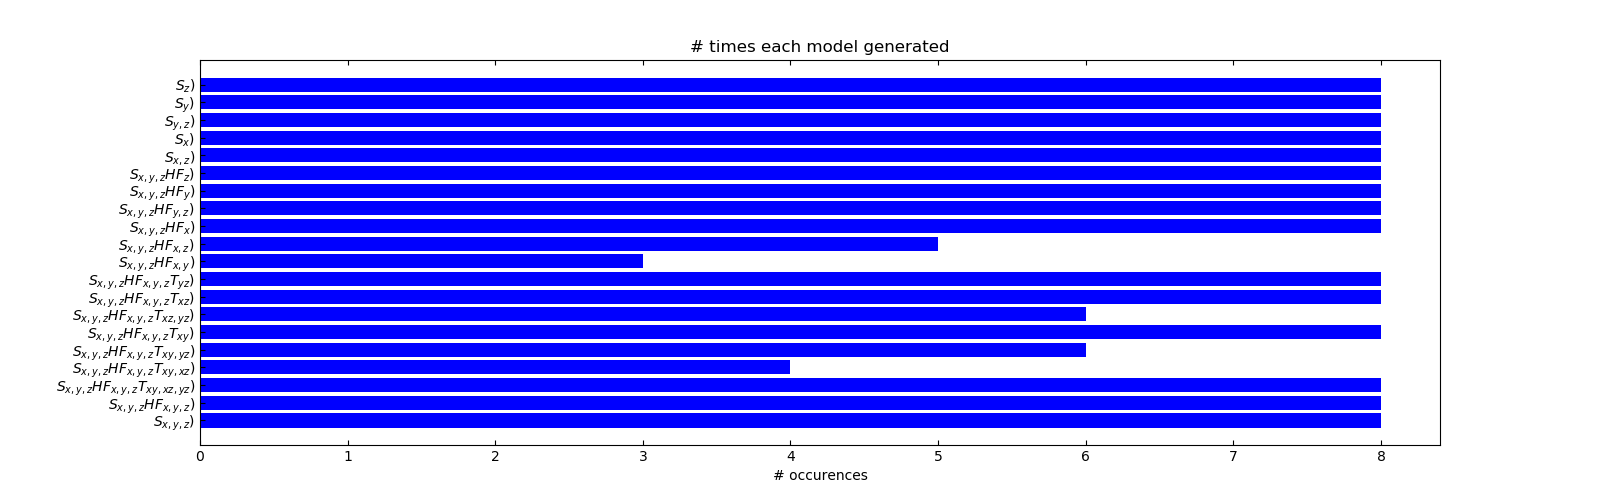 # times each model generated
S_z)
S_y)
S_{y,z})
S_x)
S_{x,z})
S_{x,y,z}HF_z)
S_{x,y,z}HF_y)
S_{x,y,z}HF_{y,z})
S_{x,y,z}HF_x)
S_{x,y,z}HF_{x,z})
S_{x,y,z}HF_{x,y})
S_{x,y,z}HF_{x,y,z}T_{yz})
S_{x,y,z}HF_{x,y,z}T_{xz})
S_{x,y,z}HF_{x,y,z}T_{xz,yz})
S_{x,y,z}HF_{x,y,z}T_{xy})
S_{x,y,z}HF_{x,y,z}T_{xy,yz})
S_{x,y,z}HF_{x,y,z}T_{xy,xz})
S_{x,y,z}HF_{x,y,z}T_{xy,xz,yz})
S_{x,y,z}HF_{x,y,z})
S_{x,y,z})
0 1 2 3 4 5 6 7 8
# occurences